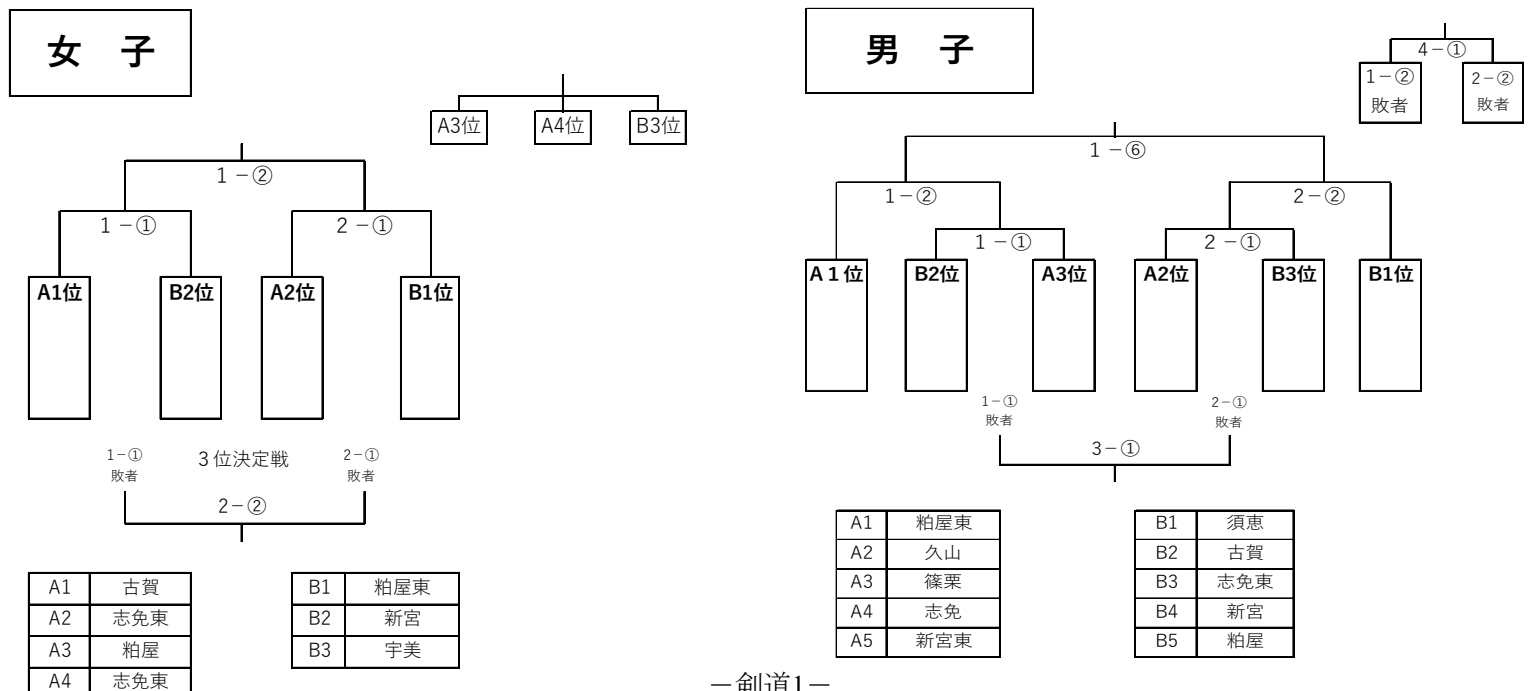 女　子
A3位 A4位 B3位
1－②
1－① 2－①
A1位 B2位 A2位 B1位
1－① 3位決定戦 2－①
敗者 敗者
2－②
A1 古賀 B1 粕屋東
A2 志免東 B2 新宮
A3 粕屋 B3 宇美
A4 志免東
男　子
4－①
1－② 2－②
敗者 敗者
1－⑥
1－② 2－②
1－① 2－①
A１位 B2位 A3位 A2位 B3位 B1位
1－① 2－①
敗者 敗者
3－①
A1 粕屋東 B1 須恵
A2 久山 B2 古賀
A3 篠栗 B3 志免東
A4 志免 B4 新宮
A5 新宮東 B5 粕屋
－剣道1－